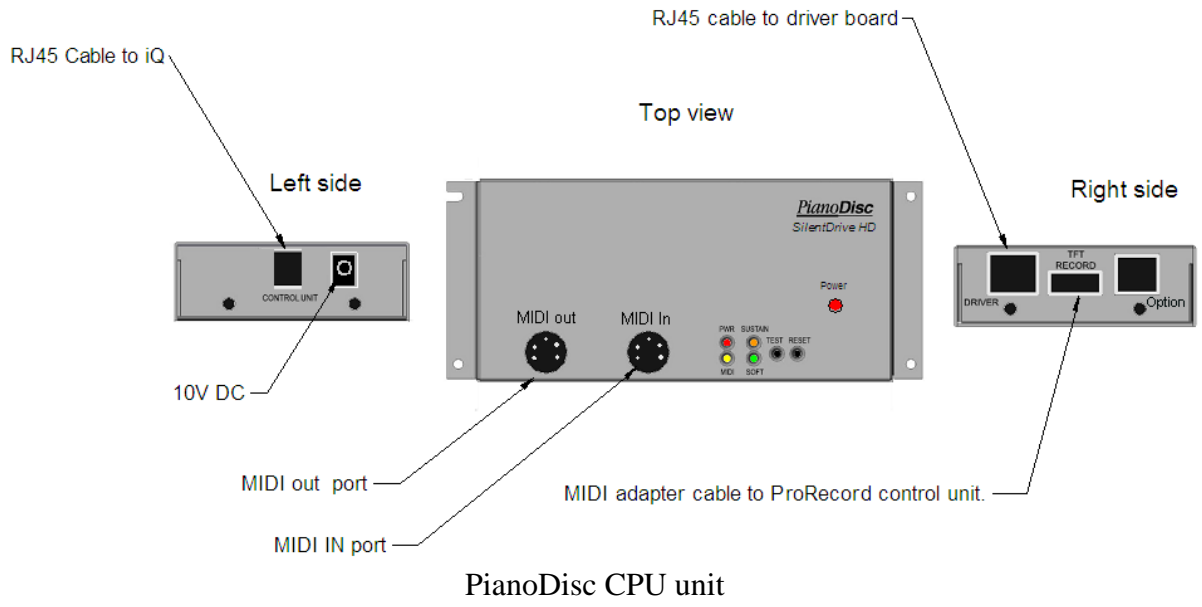 RJ45 cable to driver board
RJ45 Cable to iQ
Top view
Left side
Right side
PianoDisc
SilentDrive HD
TFT
RECORD
CONTROL UNIT
DRIVER
Option
Power
MIDI out
MIDI In
PWR SUSTAIN
TEST RESET
MIDI SOFT
10V DC
MIDI out port
MIDI adapter cable to ProRecord control unit.
MIDI IN port
PianoDisc CPU unit